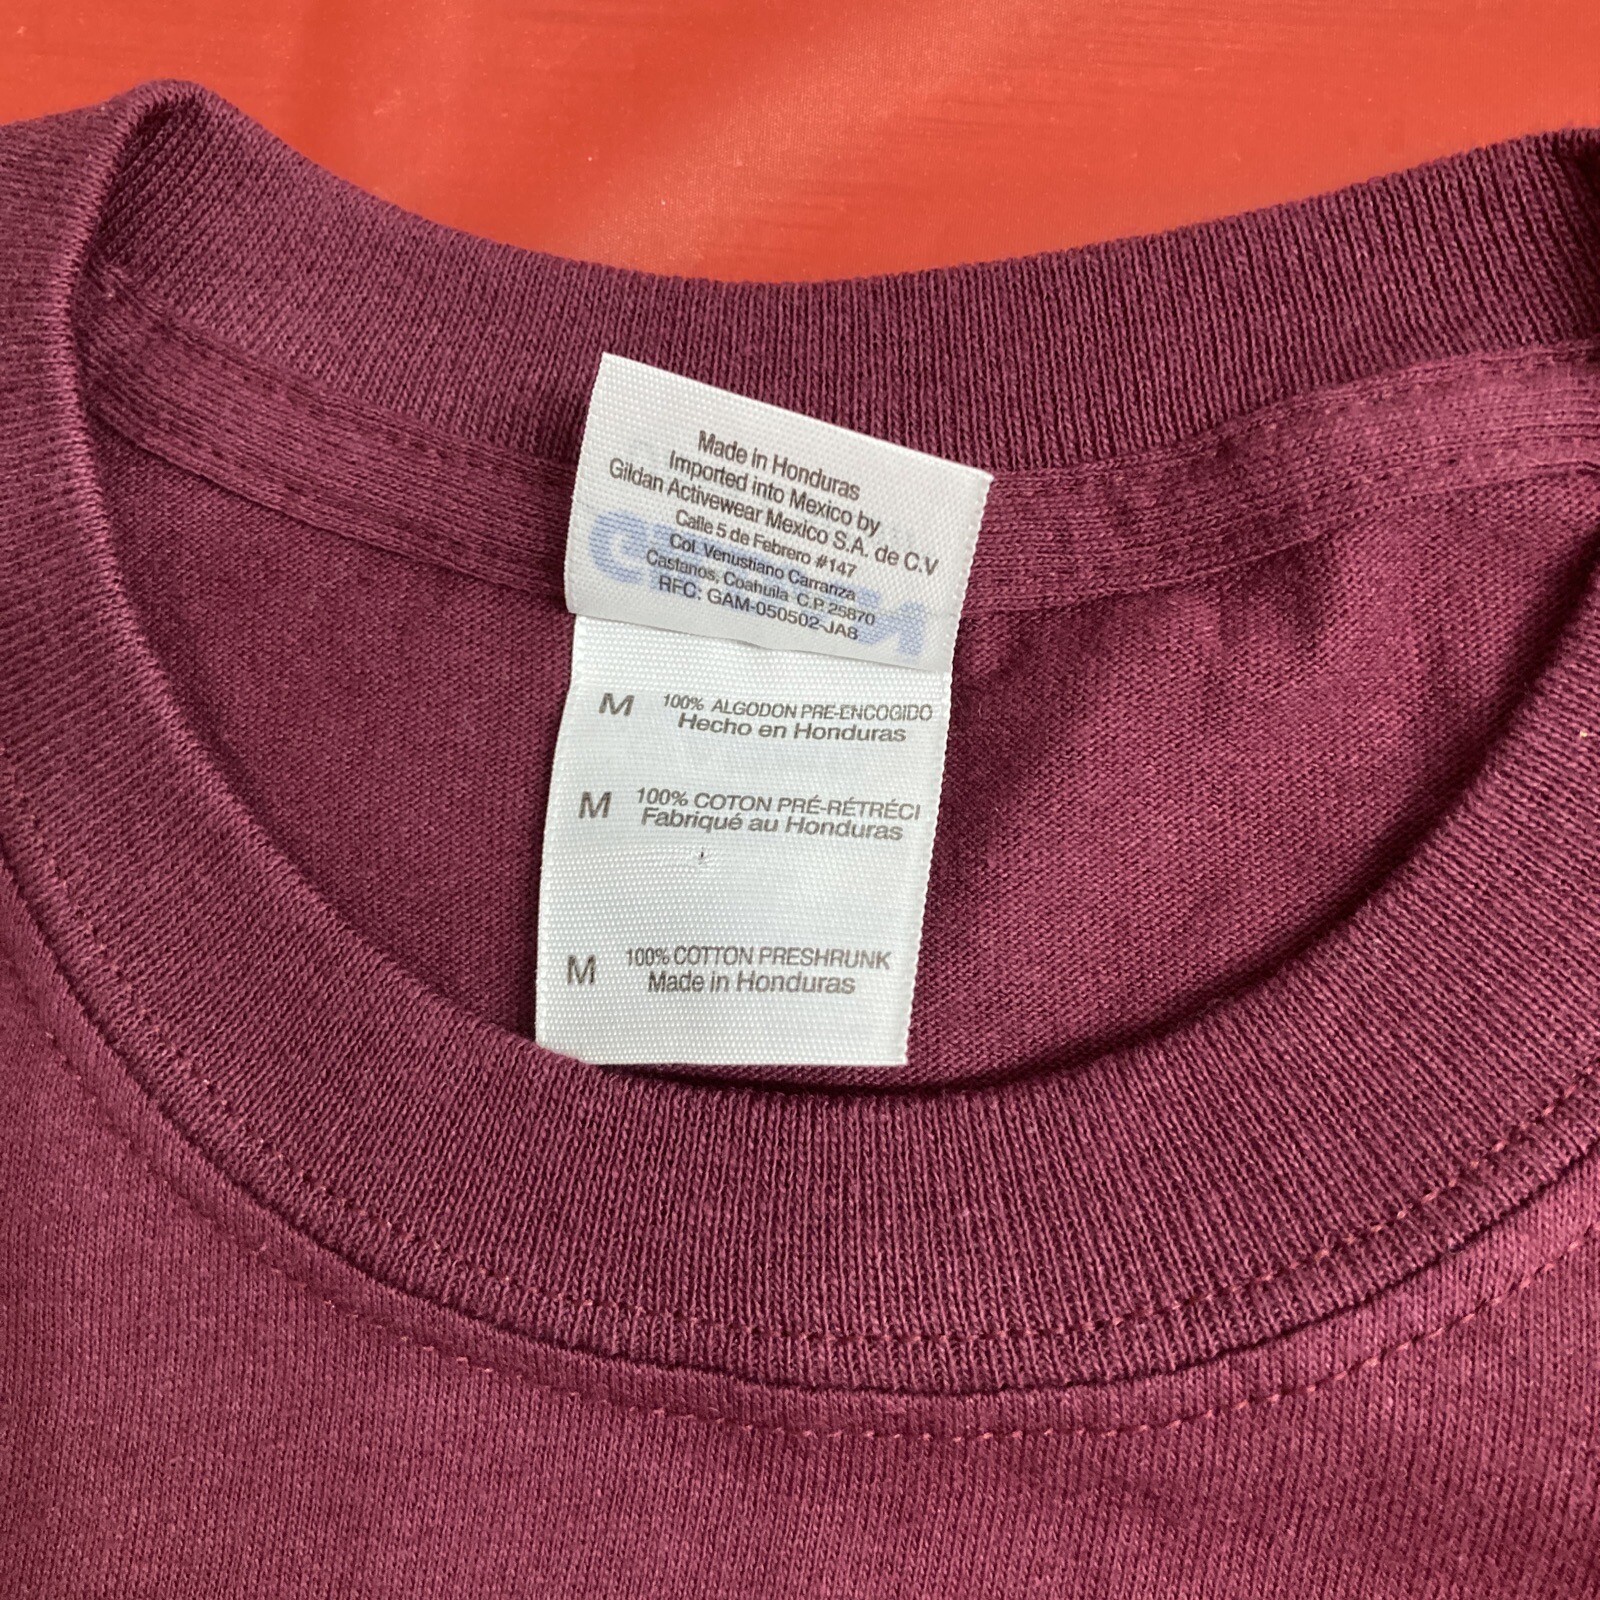 Made in Honduras
Imported into Mexico by
Gildan Activewear Mexico S.A. de C.V
Calle 5 de Febrero #147
Col. Venustiano Carranza
Castanos, Coahuila C.P. 25870
RFC: GAM-050502-JA8
M 100% ALGODON PRE-ENCOGIDO
Hecho en Honduras
M 100% COTON PRÉ-RÉTRÉCI
Fabriqué au Honduras
M 100% COTTON PRESHRUNK
Made in Honduras